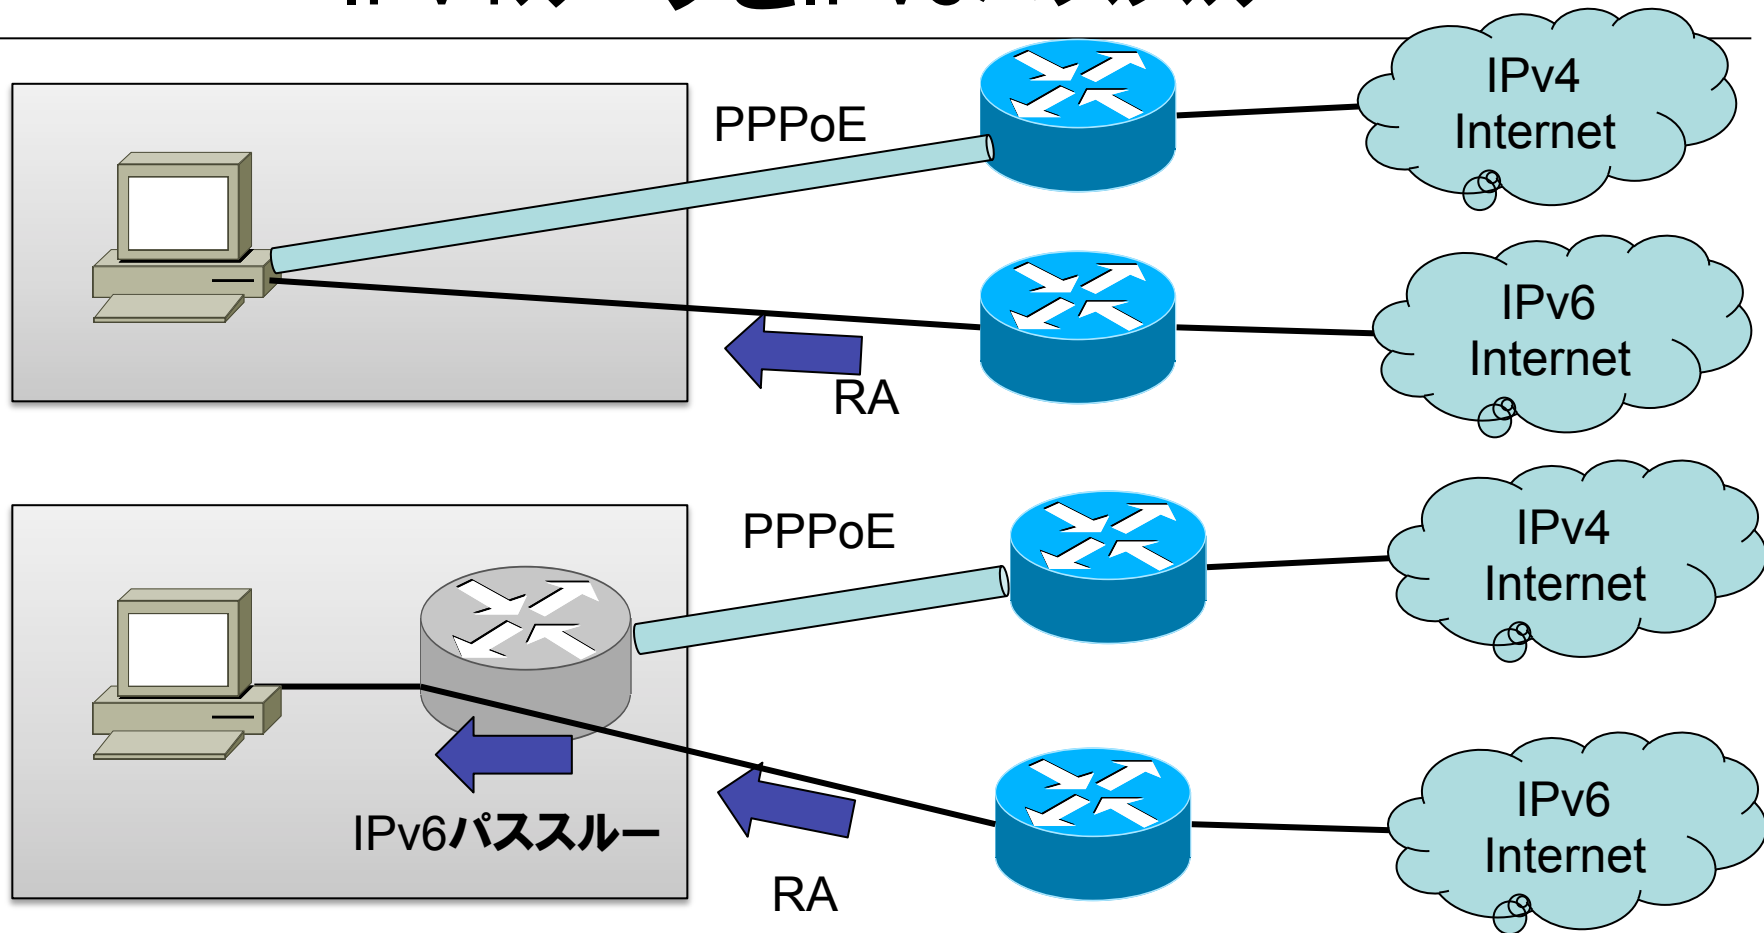 PPPoE
IPv4
Internet
IPv6
Internet
RA
PPPoE
IPv4
Internet
IPv6パススルー
RA
IPv6
Internet